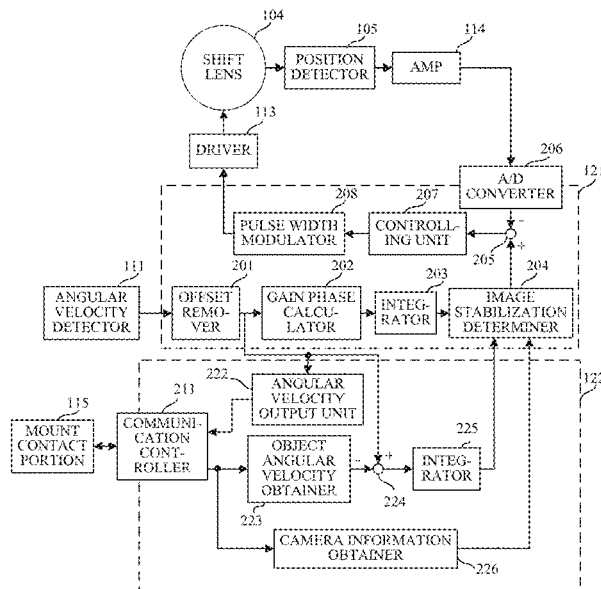 104
105
114
SHIFT
LENS
POSITION
DETECTOR
AMP
113
DRIVER
206
121
A/D
CONVERTER
208
207
PULSE WIDTH
MODULATOR
CONTROLL-
ING UNIT
-
205
+
111
201
202
203
204
ANGULAR
VELOCITY
DETECTOR
OFFSET
REMO-
VER
GAIN PHASE
CALCU-
LATOR
INTEG-
RATOR
IMAGE
STABILIZATION
DETERMINER
222
122
211
ANGULAR
VELOCITY
OUTPUT UNIT
115
MOUNT
CONTACT
PORTION
COMMUNI-
CATION
CONT-
ROLLER
OBJECT
ANGULAR
VELOCITY
OBTAINER
-
+
225
INTEG-
RATOR
224
223
CAMERA INFORMATION
OBTAINER
226